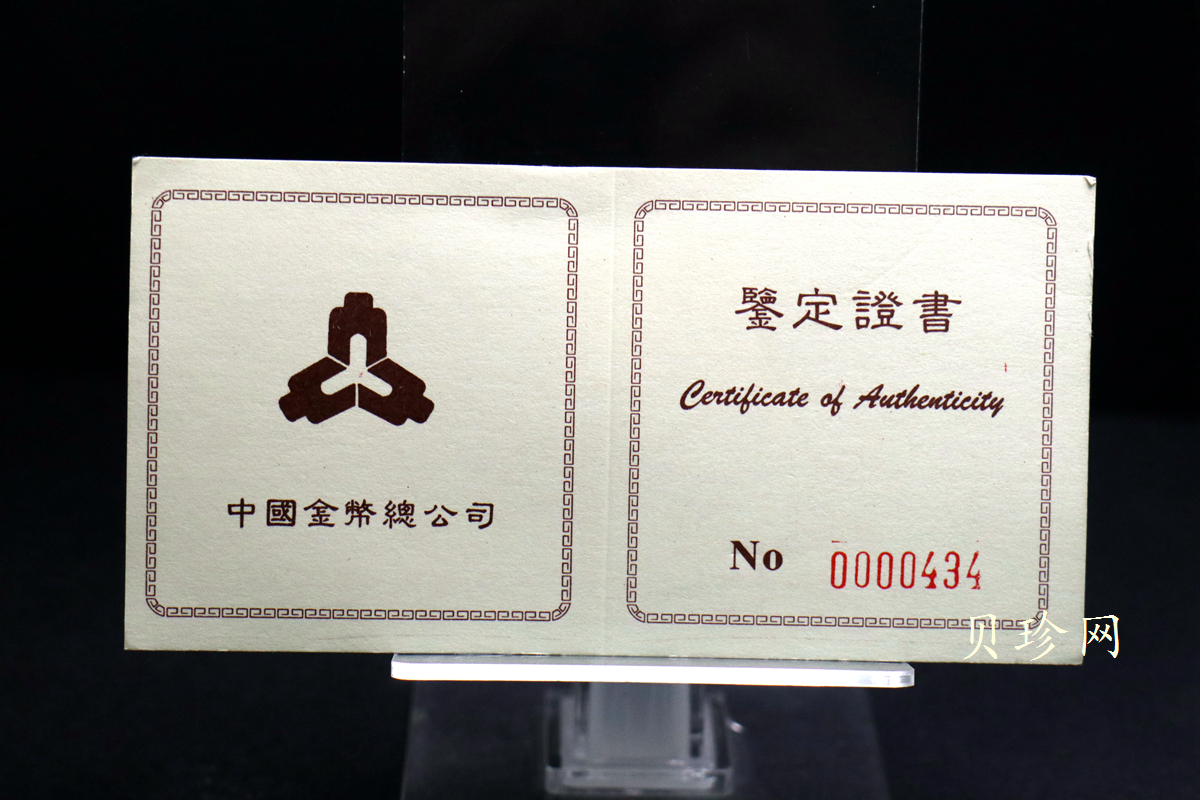 中國金幣總公司
鑒定證書
Certificate of Authenticity
No 0000434
贝珍网